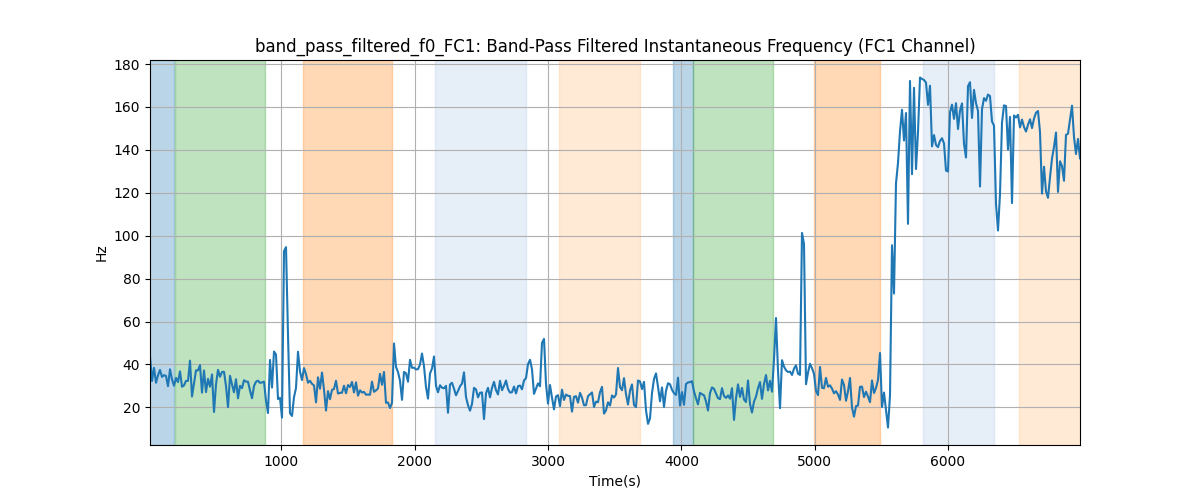 band_pass_filtered_f0_FC1: Band-Pass Filtered Instantaneous Frequency (FC1 Channel)
180
160
140
120
100
80
60
40
20
Hz
1000 2000 3000 4000 5000 6000
Time(s)